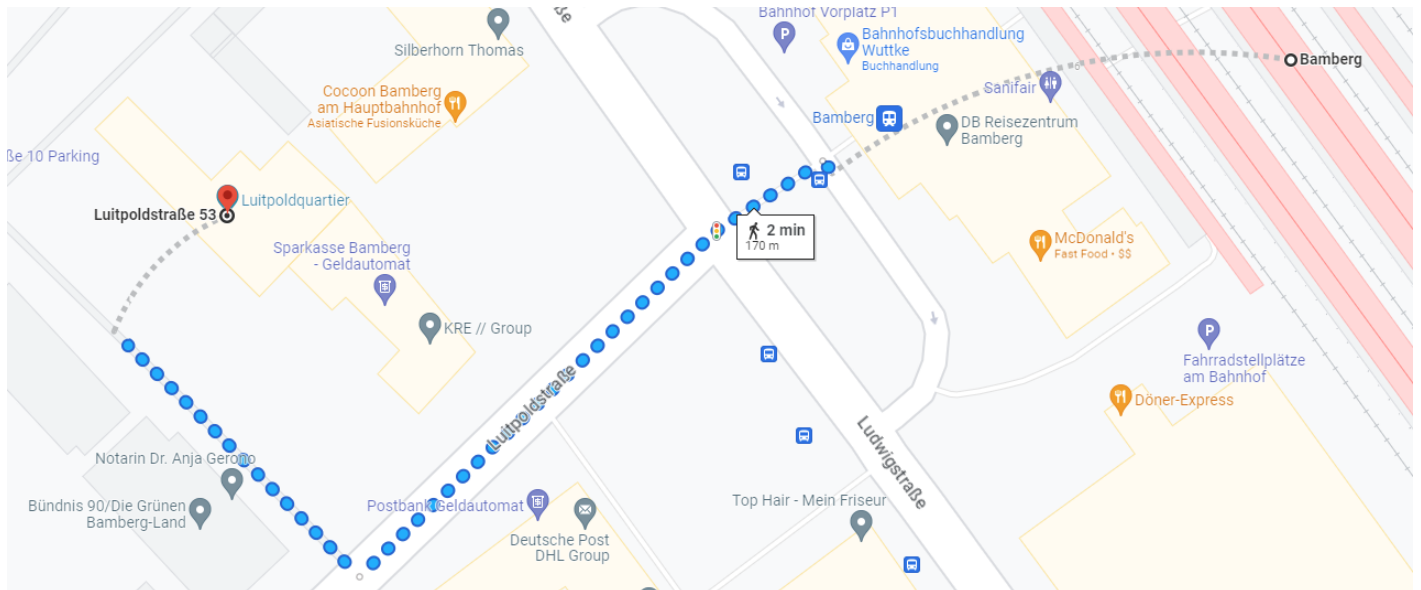 aße
Bahnhof Vorplatz P1
Silberhorn Thomas
Bahnhofsbuchhandlung
Wuttke
Buchhandlung
Bamberg
Cocoon Bamberg
am Hauptbahnhof
Asiatische Fusionsküche
Sanifair
Bamberg
DB Reisezentrum
Bamberg
ße 10 Parking
Luitpoldquartier
Luitpoldstraße 53
2 min
170 m
Sparkasse Bamberg
- Geldautomat
McDonald's
Fast Food • $$
KRE // Group
Fahrradstellplätze
am Bahnhof
Luitpoldstraße
Döner-Express
Ludwigstraße
Notarin Dr. Anja Gerono
Bündnis 90/Die Grünen
Bamberg-Land
Postbank Geldautomat
Top Hair - Mein Friseur
Deutsche Post
DHL Group